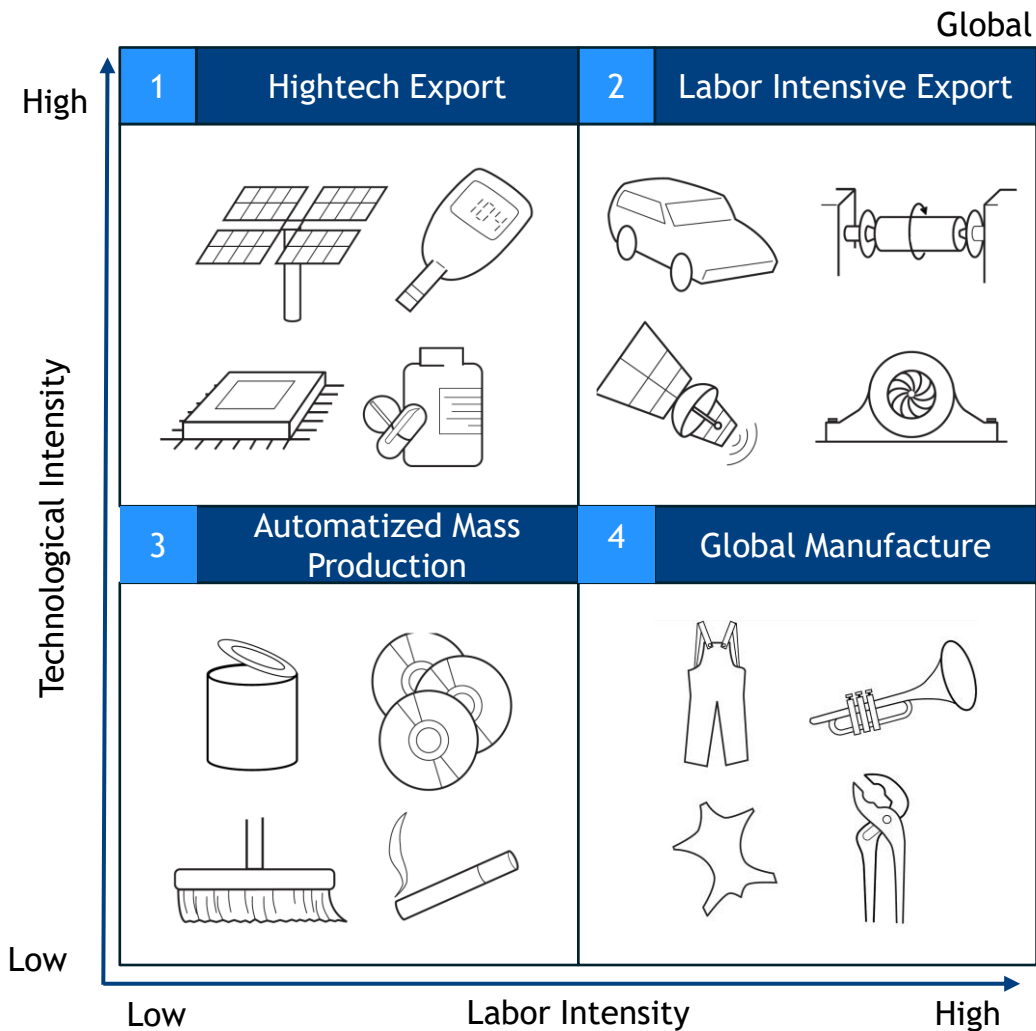 Global
High
1
Hightech Export
2
Labor Intensive Export
104
Technological Intensity
3
Automatized Mass
Production
4
Global Manufacture
Low
Low
Labor Intensity
High